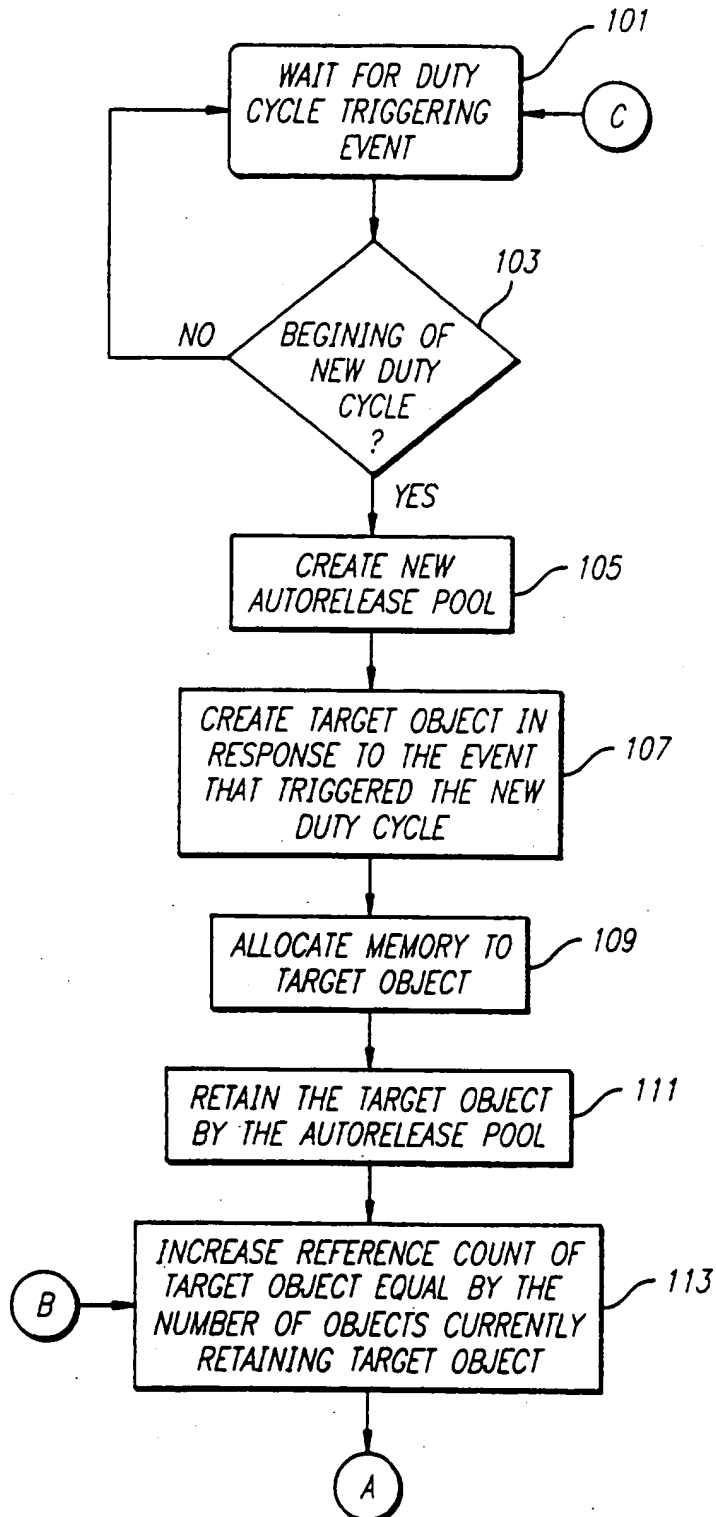 101
WAIT FOR DUTY
CYCLE TRIGGERING
EVENT
C
103
NO
BEGINING OF
NEW DUTY
CYCLE
?
YES
CREATE NEW
AUTORELEASE POOL
105
CREATE TARGET OBJECT IN
RESPONSE TO THE EVENT
THAT TRIGGERED THE NEW
DUTY CYCLE
107
ALLOCATE MEMORY TO
TARGET OBJECT
109
RETAIN THE TARGET OBJECT
BY THE AUTORELEASE POOL
111
B
INCREASE REFERENCE COUNT OF
TARGET OBJECT EQUAL BY THE
NUMBER OF OBJECTS CURRENTLY
RETAINING TARGET OBJECT
113
A